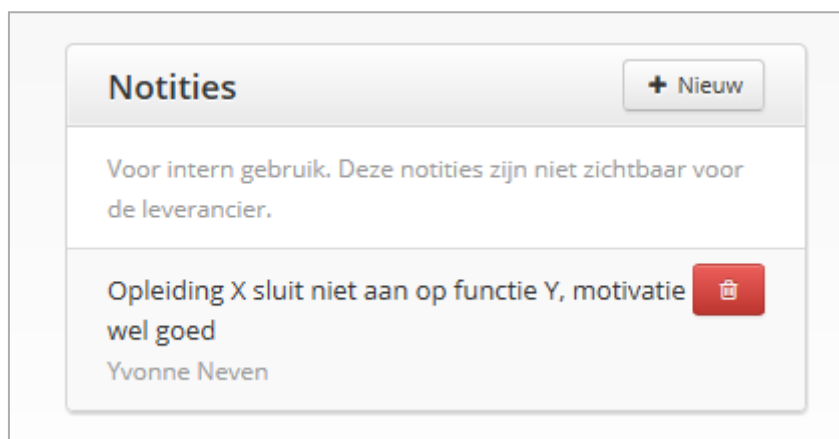 Notities
Nieuw
Voor intern gebruik. Deze notities zijn niet zichtbaar voor
de leverancier.
Opleiding X sluit niet aan op functie Y, motivatie
wel goed
Yvonne Neven